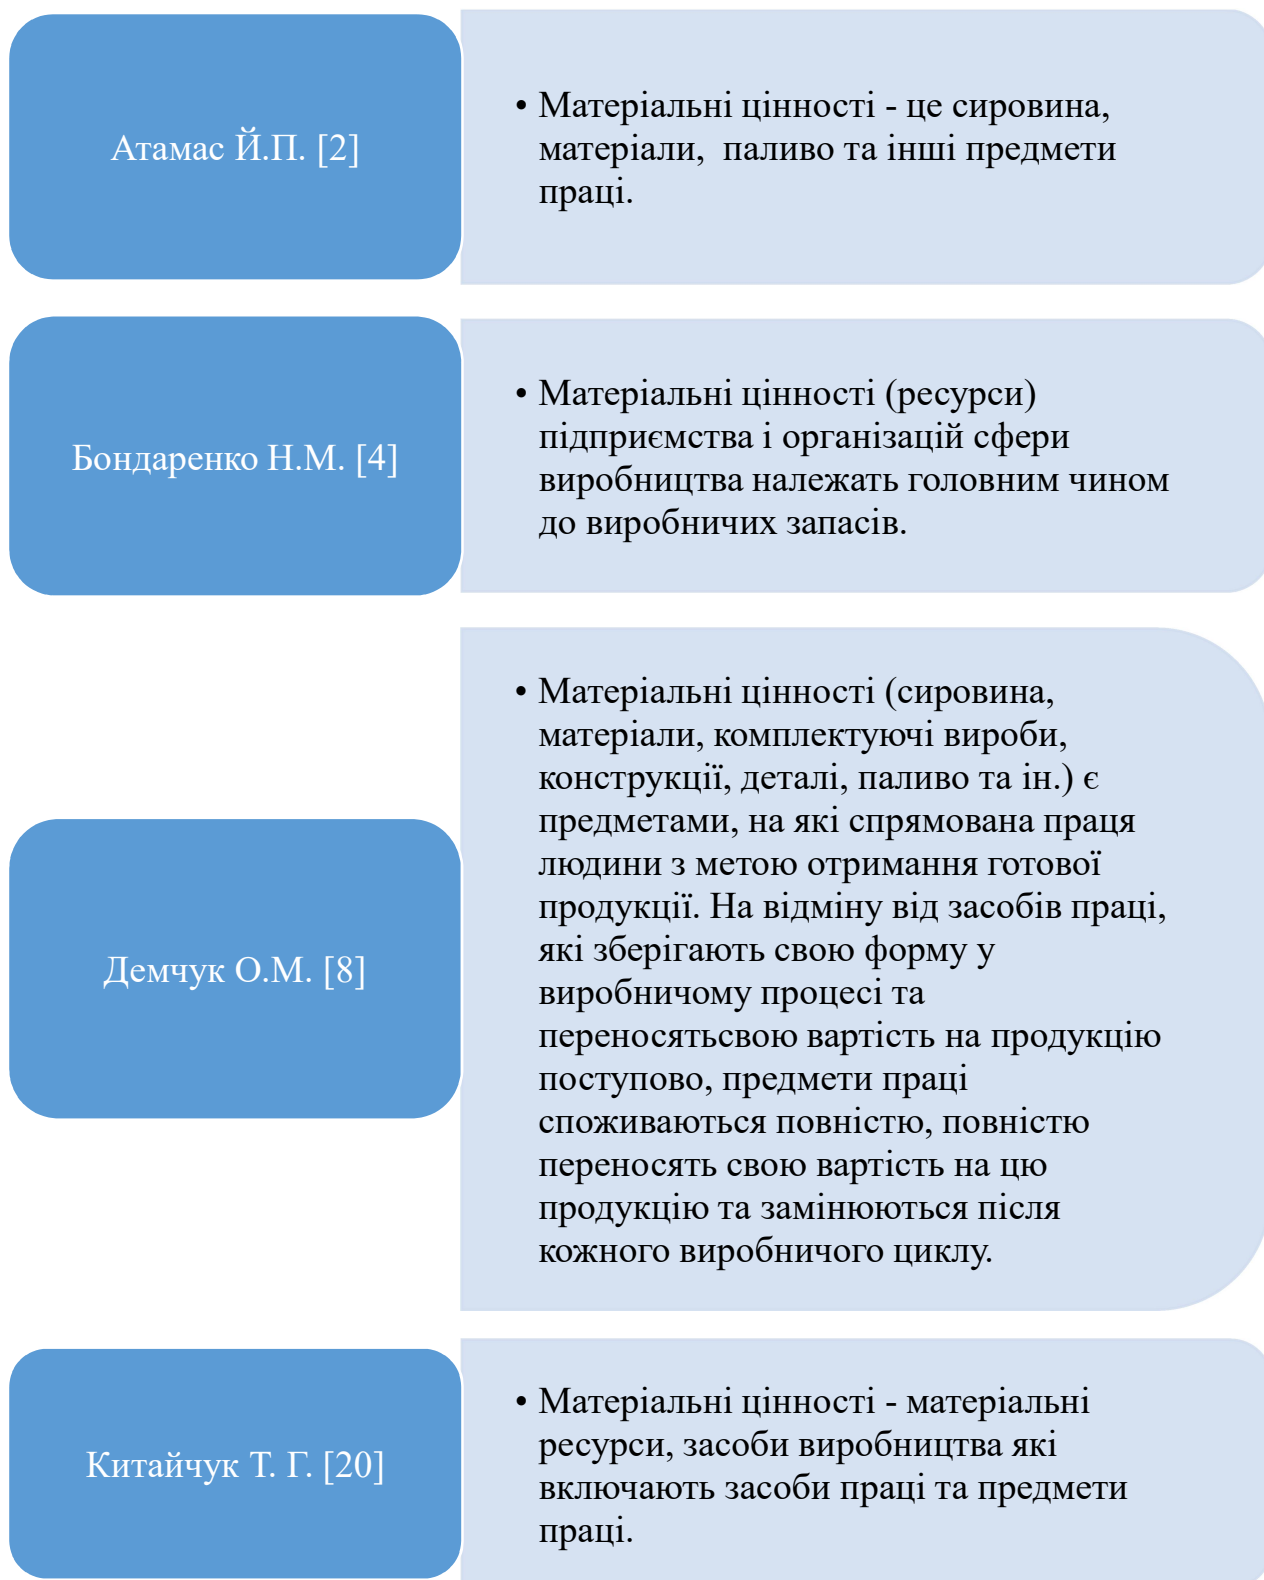 Атамас Й.П. [2]
• Матеріальні цінності - це сировина,
матеріали,  паливо та інші предмети
праці.
Бондаренко Н.М. [4]
• Матеріальні цінності (ресурси)
підприємства і організацій сфери
виробництва належать головним чином
до виробничих запасів.
Демчук О.М. [8]
• Матеріальні цінності (сировина,
матеріали, комплектуючі вироби,
конструкції, деталі, паливо та ін.) є
предметами, на які спрямована праця
людини з метою отримання готової
продукції. На відміну від засобів праці,
які зберігають свою форму у
виробничому процесі та
переносятьсвою вартість на продукцію
поступово, предмети праці
споживаються повністю, повністю
переносять свою вартість на цю
продукцію та замінюються після
кожного виробничого циклу.
Китайчук Т. Г. [20]
• Матеріальні цінності - матеріальні
ресурси, засоби виробництва які
включають засоби праці та предмети
праці.